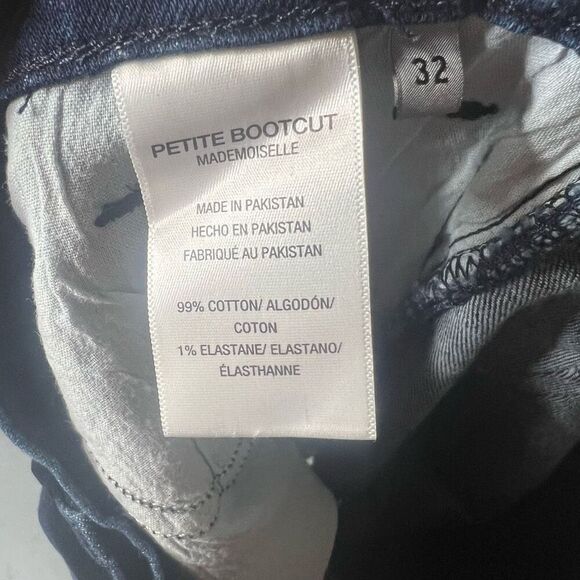 32
PETITE BOOTCUT
MADEMOISELLE
MADE IN PAKISTAN
HECHO EN PAKISTAN
FABRIQUÉ AU PAKISTAN
99% COTTON/ ALGODÓN/
COTON
1% ELASTANE/ ELASTANO/
ÉLASTHANNE